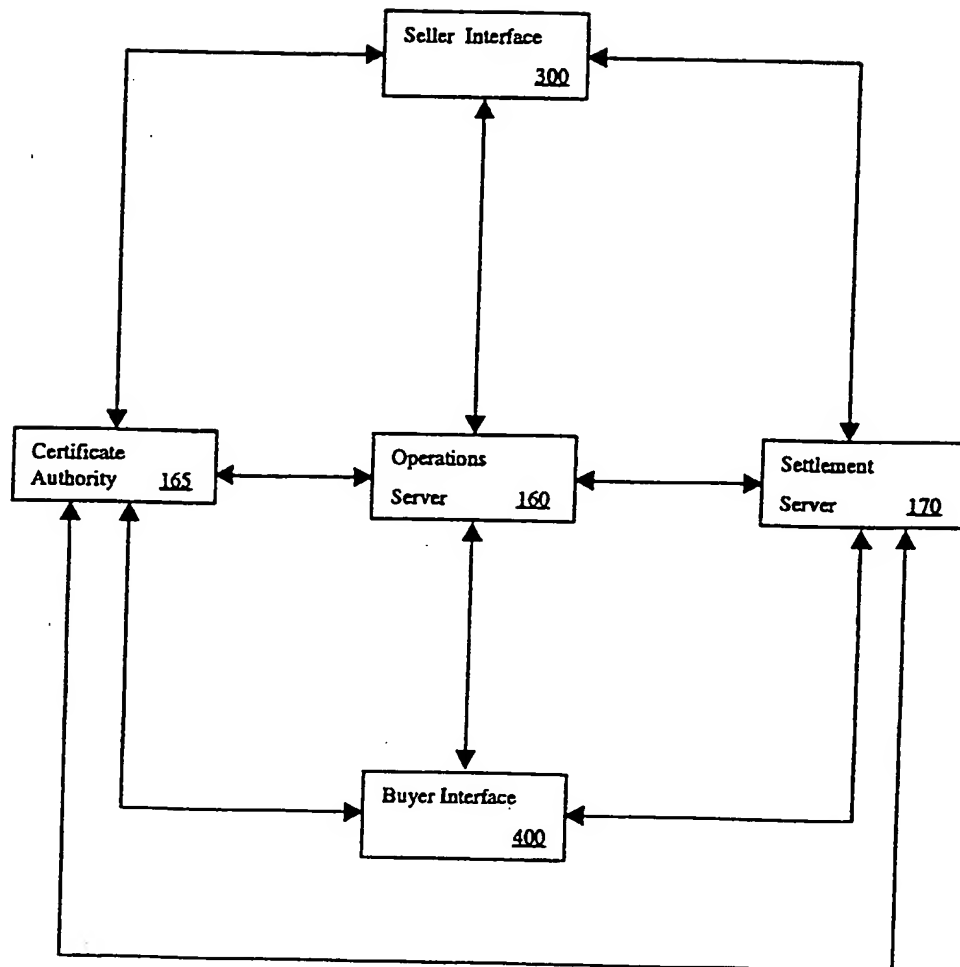 Seller Interface
300
Certificate
Authority 165
Operations
Server 160
Settlement
Server 170
Buyer Interface
400